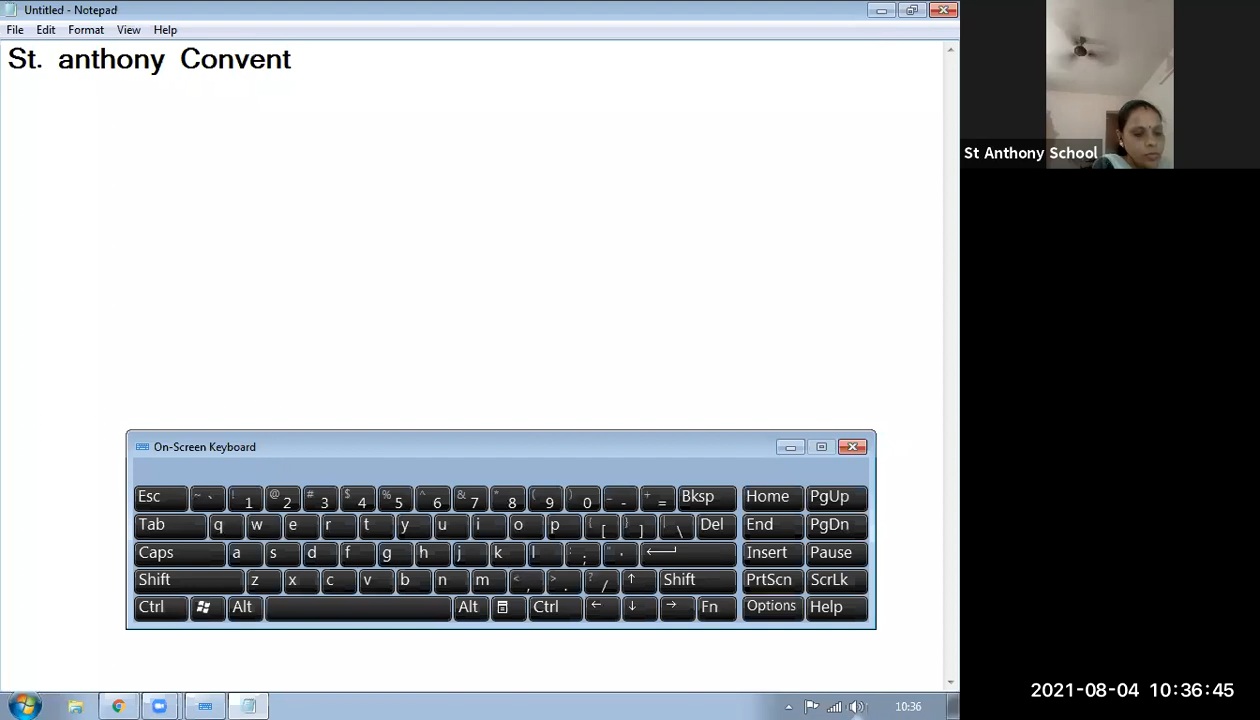 Untitled - Notepad
File Edit Format View Help
St. anthony Convent
St Anthony School
On-Screen Keyboard
Esc ~ ` ! 1 @ 2 # 3 $ 4 % 5 ^ 6 & 7 * 8 ( 9 ) 0 _ - + = Bksp Home PgUp
Tab q w e r t y u i o p { [ } ] | \ Del End PgDn
Caps a s d f g h j k l : ; " ' Insert Pause
Shift z x c v b n m < , > . ? / ↑ Shift PrtScn ScrLk
Ctrl Alt Alt Ctrl ← ↓ → Fn Options Help
10:36
2021-08-04 10:36:45